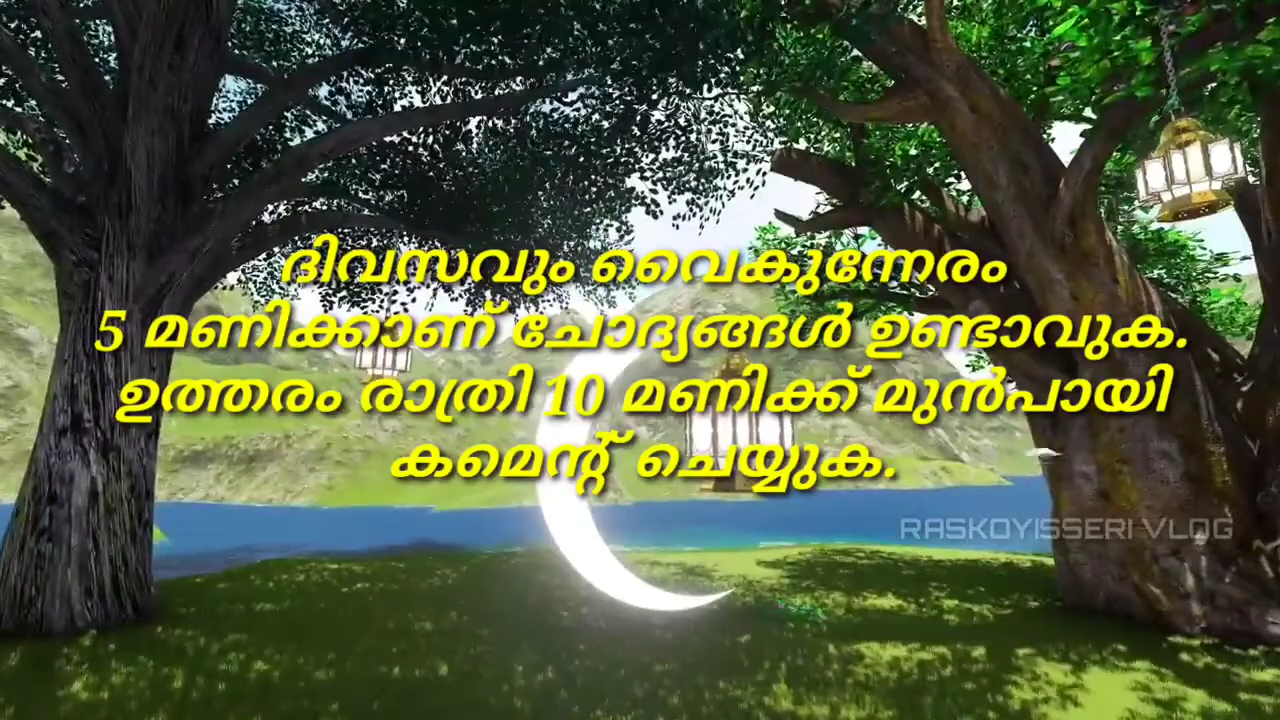 ദിവസവും വൈകുന്നേരം
5 മണിക്കാണ് ചോദ്യങ്ങൾ ഉണ്ടാവുക.
ഉത്തരം രാത്രി 10 മണിക്ക് മുൻപായി
കമെന്റ് ചെയ്യുക.
RASKOYISSERI VLOG